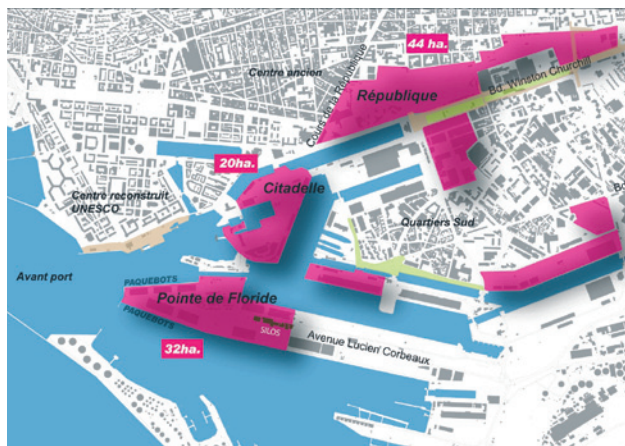 44 ha.
Centre ancien
Cours de la République
Bd. Winston Churchill
République
20ha.
Citadelle
Centre reconstruit
UNESCO
Quartiers Sud
Bd
Avant port
PAQUEBOTS
Pointe de Floride
PAQUEBOTS
SILOS
Avenue Lucien Corbeaux
32ha.